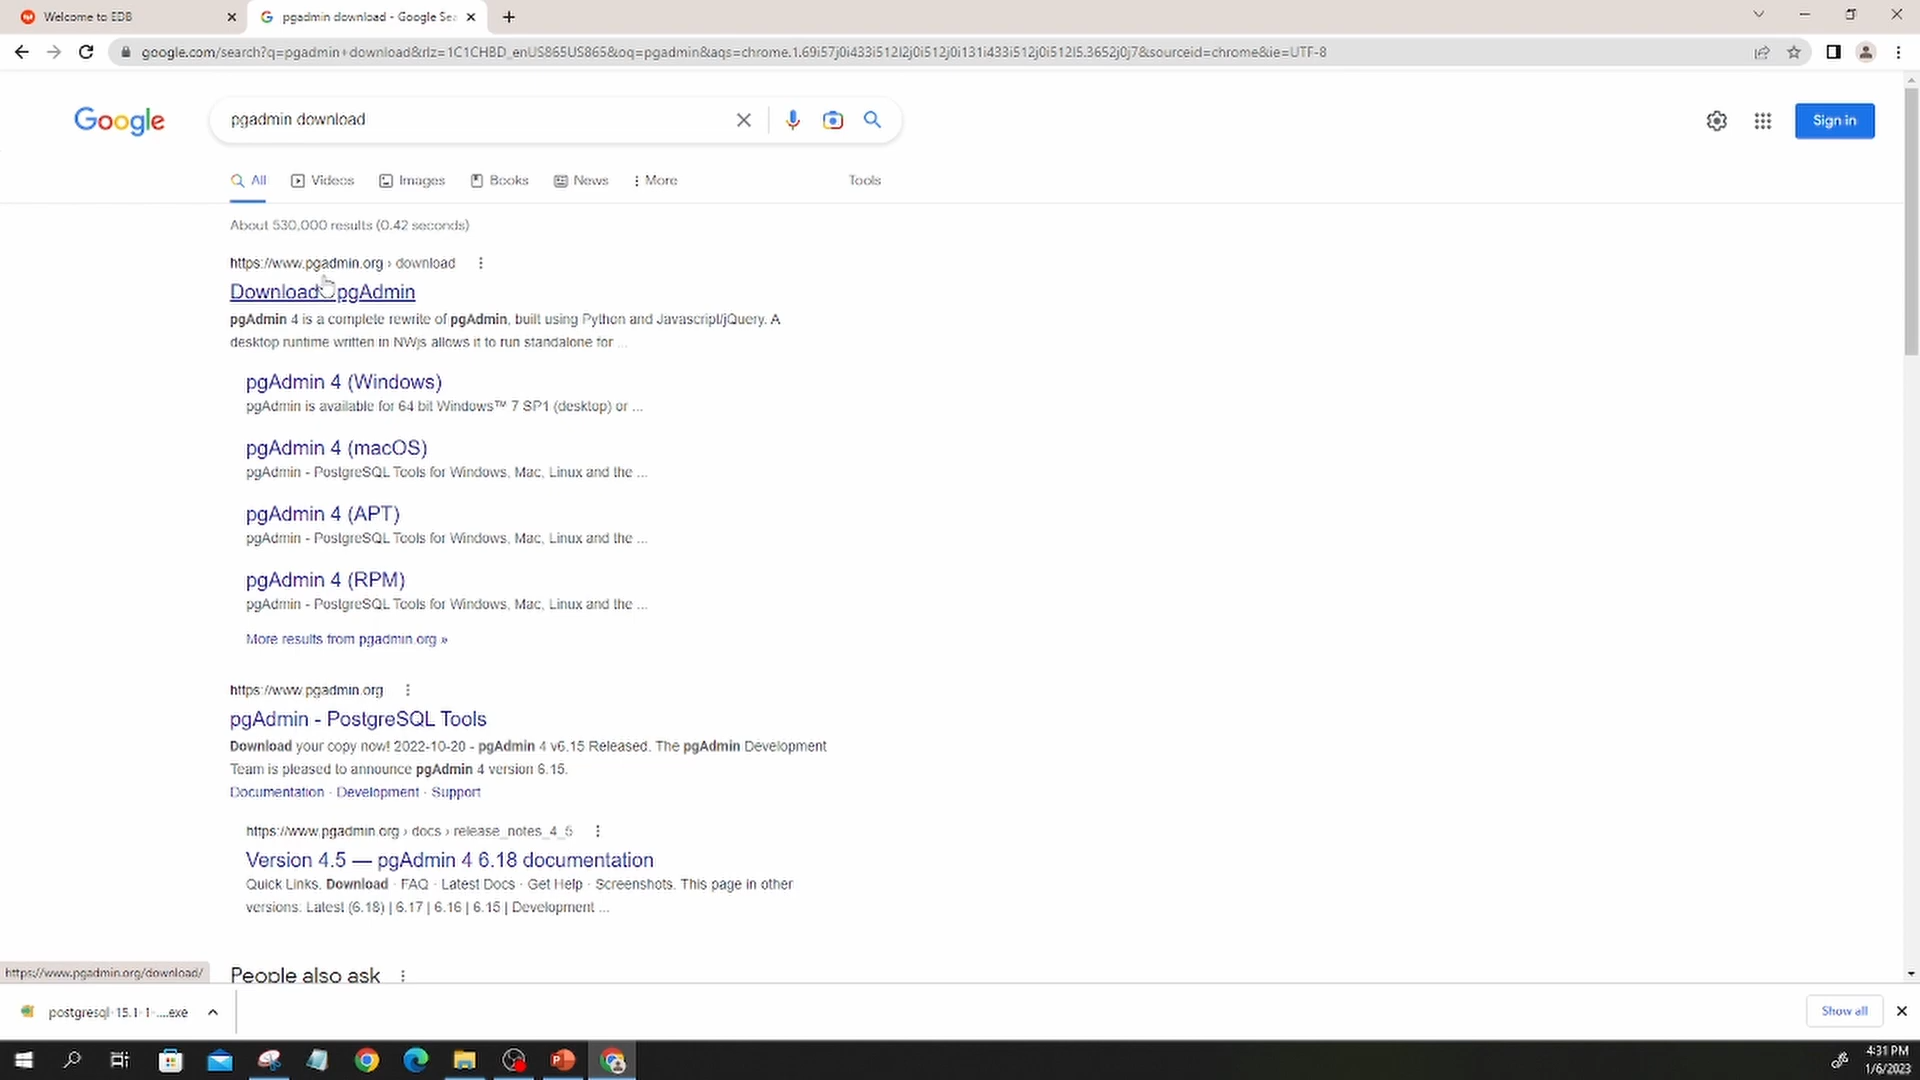 Welcome to EDB
pgadmin download - Google Sea
google.com/search?q=pgadmin+download&rlz=1C1CHBD_enUS865US865&oq=pgadmin&aqs=chrome.1.69i57j0i433i512l2j0i512j0i131i433i512j0i512l5.3652j0j7&sourceid=chrome&ie=UTF-8
Google
pgadmin download
Sign in
All
Videos
Images
Books
News
More
Tools
About 530,000 results (0.42 seconds)
https://www.pgadmin.org › download
Download - pgAdmin
pgAdmin 4 is a complete rewrite of pgAdmin, built using Python and Javascript/jQuery. A
desktop runtime written in NWjs allows it to run standalone for ...
pgAdmin 4 (Windows)
pgAdmin is available for 64 bit Windows™ 7 SP1 (desktop) or ...
pgAdmin 4 (macOS)
pgAdmin - PostgreSQL Tools for Windows, Mac, Linux and the ...
pgAdmin 4 (APT)
pgAdmin - PostgreSQL Tools for Windows, Mac, Linux and the ...
pgAdmin 4 (RPM)
pgAdmin - PostgreSQL Tools for Windows, Mac, Linux and the ...
More results from pgadmin.org »
https://www.pgadmin.org
pgAdmin - PostgreSQL Tools
Download your copy now! 2022-10-20 - pgAdmin 4 v6.15 Released. The pgAdmin Development
Team is pleased to announce pgAdmin 4 version 6.15.
Documentation · Development · Support
https://www.pgadmin.org › docs › release_notes_4_5
Version 4.5 — pgAdmin 4 6.18 documentation
Quick Links. Download · FAQ · Latest Docs · Get Help · Screenshots. This page in other
versions: Latest (6.18) | 6.17 | 6.16 | 6.15 | Development ...
People also ask
https://www.pgadmin.org/download/
postgresql-15.1-1-....exe
Show all
4:31 PM
1/6/2023